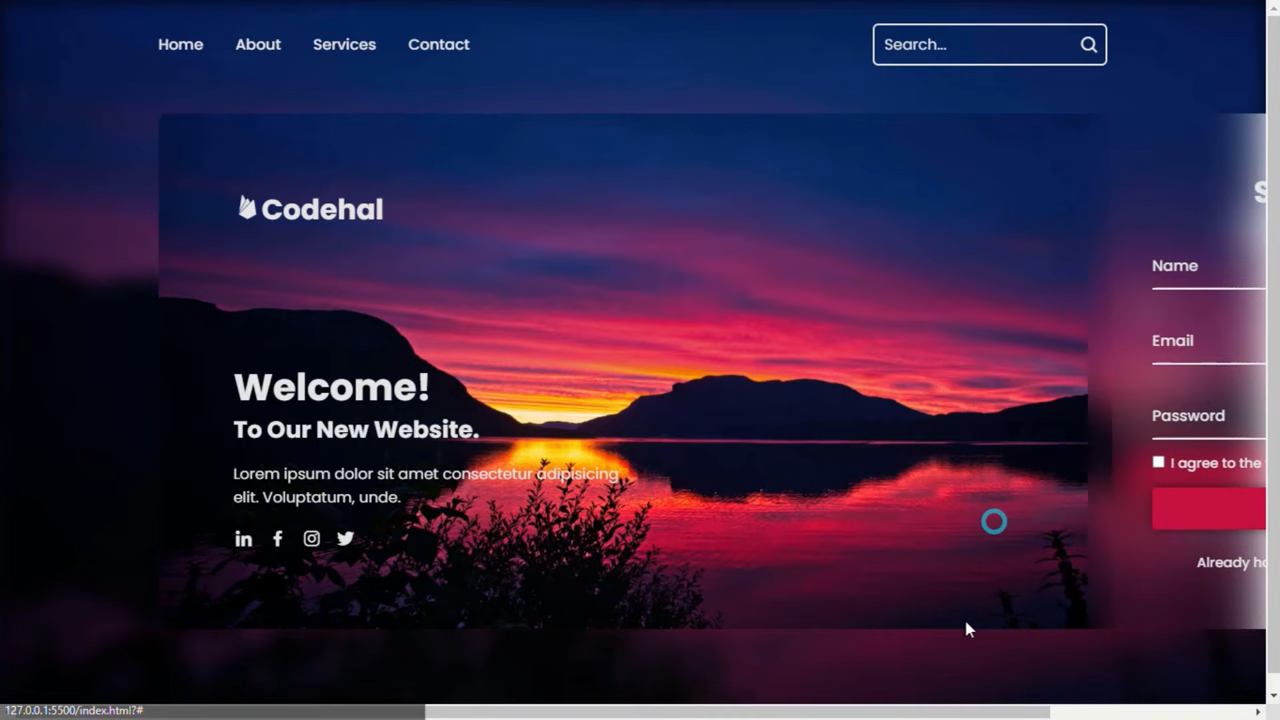 Home About Services Contact Search...
Codehal
Name
Email
Welcome!
To Our New Website.
Password
Lorem ipsum dolor sit amet consectetur adipisicing
elit. Voluptatum, unde.
I agree to the
Already
127.0.0.1:5500/index.html?#